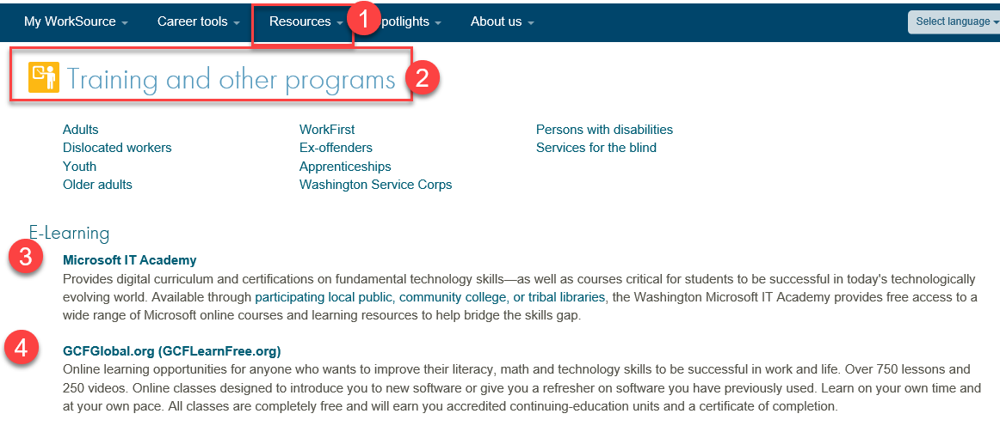 My WorkSource Career tools Resources 1 potlights About us Select language
Training and other programs 2
Adults WorkFirst Persons with disabilities
Dislocated workers Ex-offenders Services for the blind
Youth Apprenticeships
Older adults Washington Service Corps
E-Learning
3 Microsoft IT Academy
Provides digital curriculum and certifications on fundamental technology skills—as well as courses critical for students to be successful in today's technologically
evolving world. Available through participating local public, community college, or tribal libraries, the Washington Microsoft IT Academy provides free access to a
wide range of Microsoft online courses and learning resources to help bridge the skills gap.
4 GCFGlobal.org (GCFLearnFree.org)
Online learning opportunities for anyone who wants to improve their literacy, math and technology skills to be successful in work and life. Over 750 lessons and
250 videos. Online classes designed to introduce you to new software or give you a refresher on software you have previously used. Learn on your own time and
at your own pace. All classes are completely free and will earn you accredited continuing-education units and a certificate of completion.